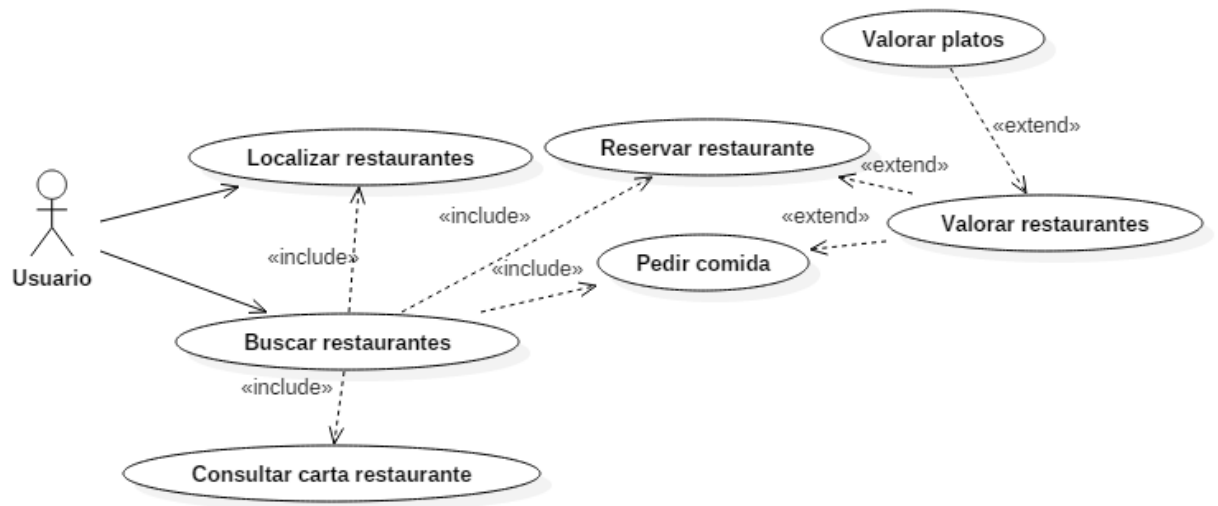 Valorar platos
«extend»
Localizar restaurantes
Reservar restaurante
«extend»
«include»
«extend»
Valorar restaurantes
«include»
«include»
Pedir comida
Usuario
Buscar restaurantes
«include»
Consultar carta restaurante